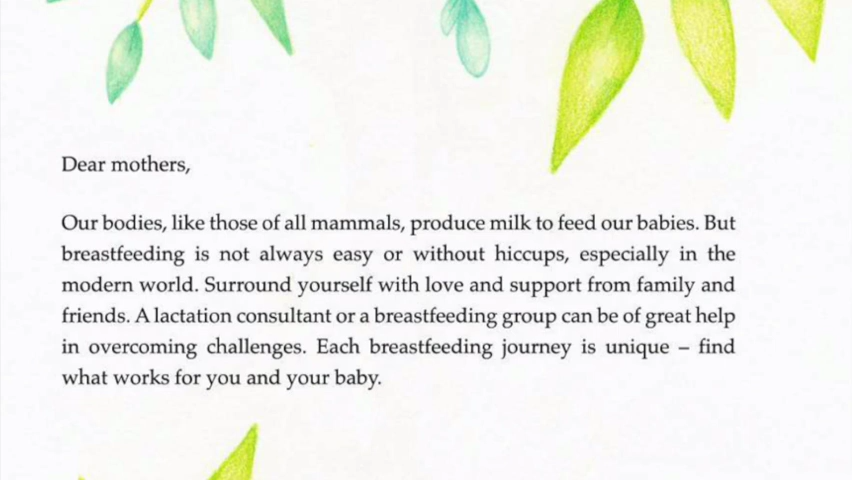 Dear mothers,
Our bodies, like those of all mammals, produce milk to feed our babies. But
breastfeeding is not always easy or without hiccups, especially in the
modern world. Surround yourself with love and support from family and
friends. A lactation consultant or a breastfeeding group can be of great help
in overcoming challenges. Each breastfeeding journey is unique – find
what works for you and your baby.